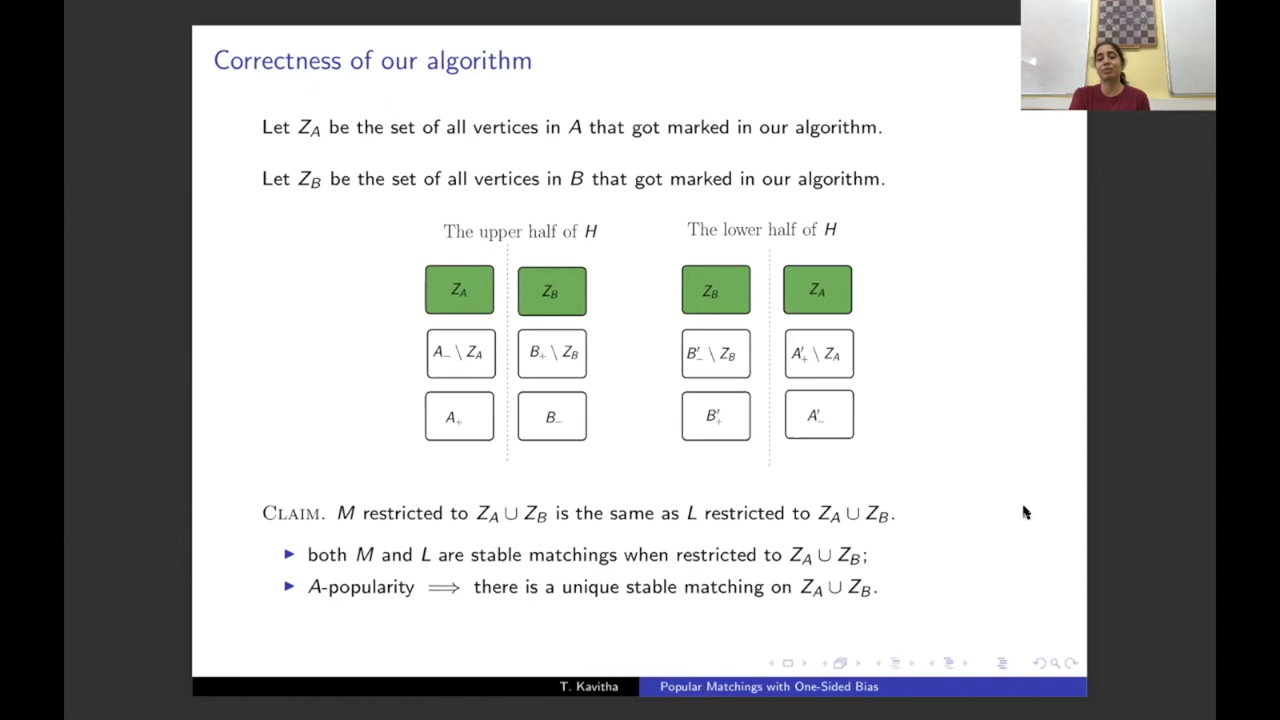 Correctness of our algorithm
Let Z_A be the set of all vertices in A that got marked in our algorithm.
Let Z_B be the set of all vertices in B that got marked in our algorithm.
The upper half of H
The lower half of H
Z_A
Z_B
Z_B
Z_A
A_− \ Z_A
B_+ \ Z_B
B′_− \ Z_B
A′_+ \ Z_A
A_+
B_−
B′_+
A′_−
CLAIM. M restricted to Z_A ∪ Z_B is the same as L restricted to Z_A ∪ Z_B.
both M and L are stable matchings when restricted to Z_A ∪ Z_B;
A-popularity ⟹ there is a unique stable matching on Z_A ∪ Z_B.
T. Kavitha
Popular Matchings with One-Sided Bias